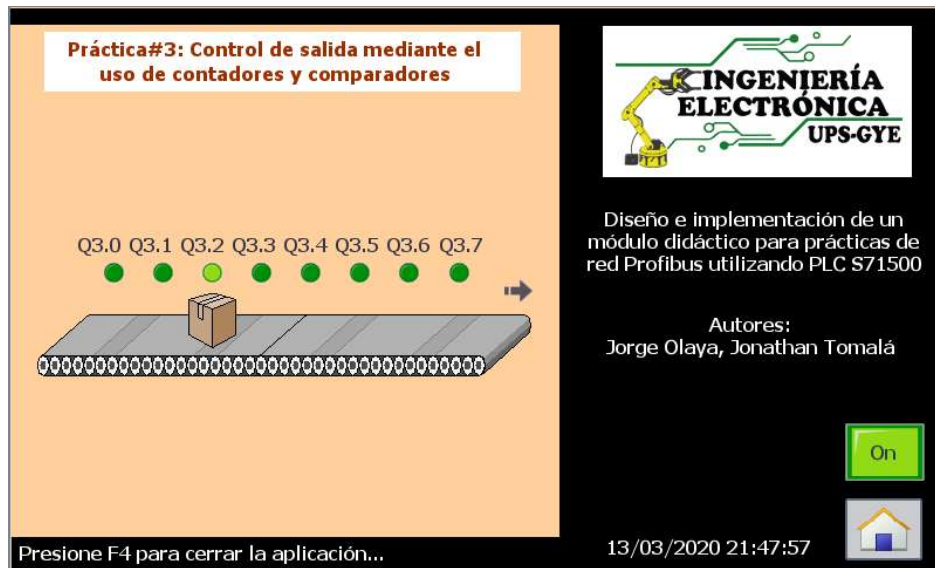 Práctica#3: Control de salida mediante el
uso de contadores y comparadores
Q3.0 Q3.1 Q3.2 Q3.3 Q3.4 Q3.5 Q3.6 Q3.7
INGENIERÍA
ELECTRÓNICA
UPS-GYE
Diseño e implementación de un
módulo didáctico para prácticas de
red Profibus utilizando PLC S71500
Autores:
Jorge Olaya, Jonathan Tomalá
On
Presione F4 para cerrar la aplicación...
13/03/2020 21:47:57